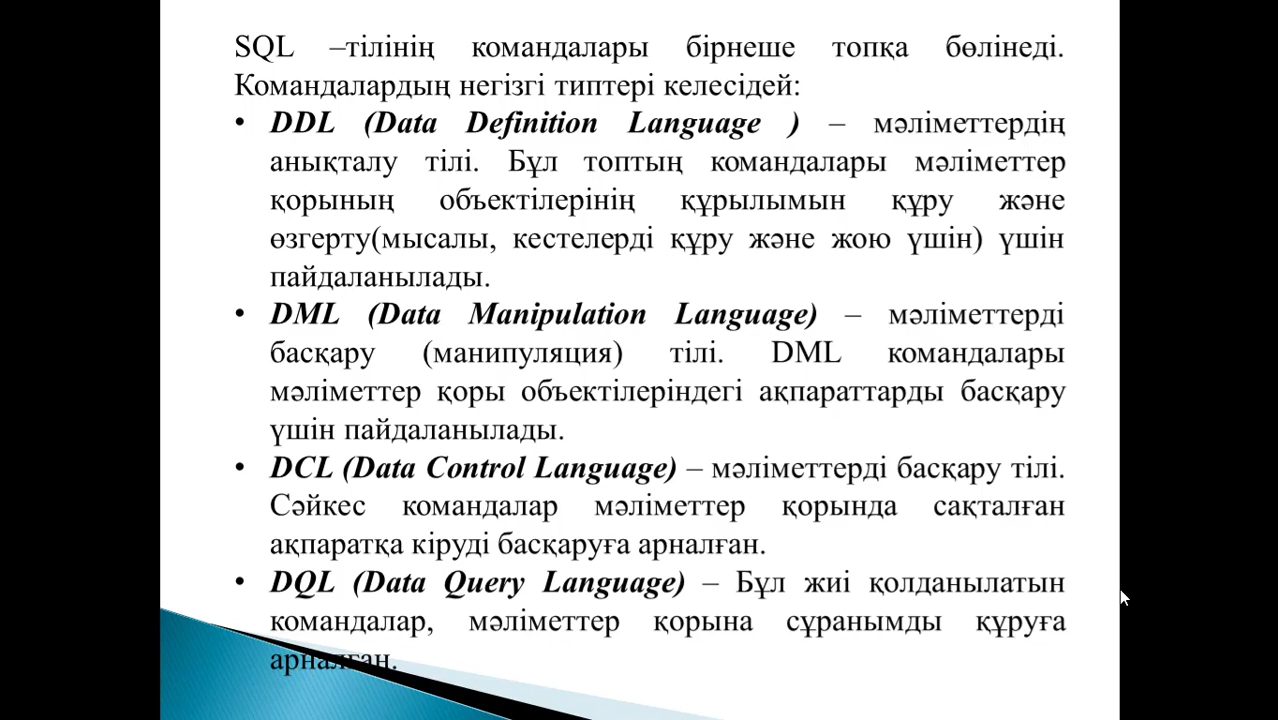 SQL –тілінің командалары бірнеше топқа бөлінеді.
Командалардың негізгі типтері келесідей:
• DDL (Data Definition Language ) – мәліметтердің
анықталу тілі. Бұл топтың командалары мәліметтер
қорының объектілерінің құрылымын құру және
өзгерту(мысалы, кестелерді құру және жою үшін) үшін
пайдаланылады.
• DML (Data Manipulation Language) – мәліметтерді
басқару (манипуляция) тілі. DML командалары
мәліметтер қоры объектілеріндегі ақпараттарды басқару
үшін пайдаланылады.
• DCL (Data Control Language) – мәліметтерді басқару тілі.
Сәйкес командалар мәліметтер қорында сақталған
ақпаратқа кіруді басқаруға арналған.
• DQL (Data Query Language) – Бұл жиі қолданылатын
командалар, мәліметтер қорына сұранымды құруға
арналған.